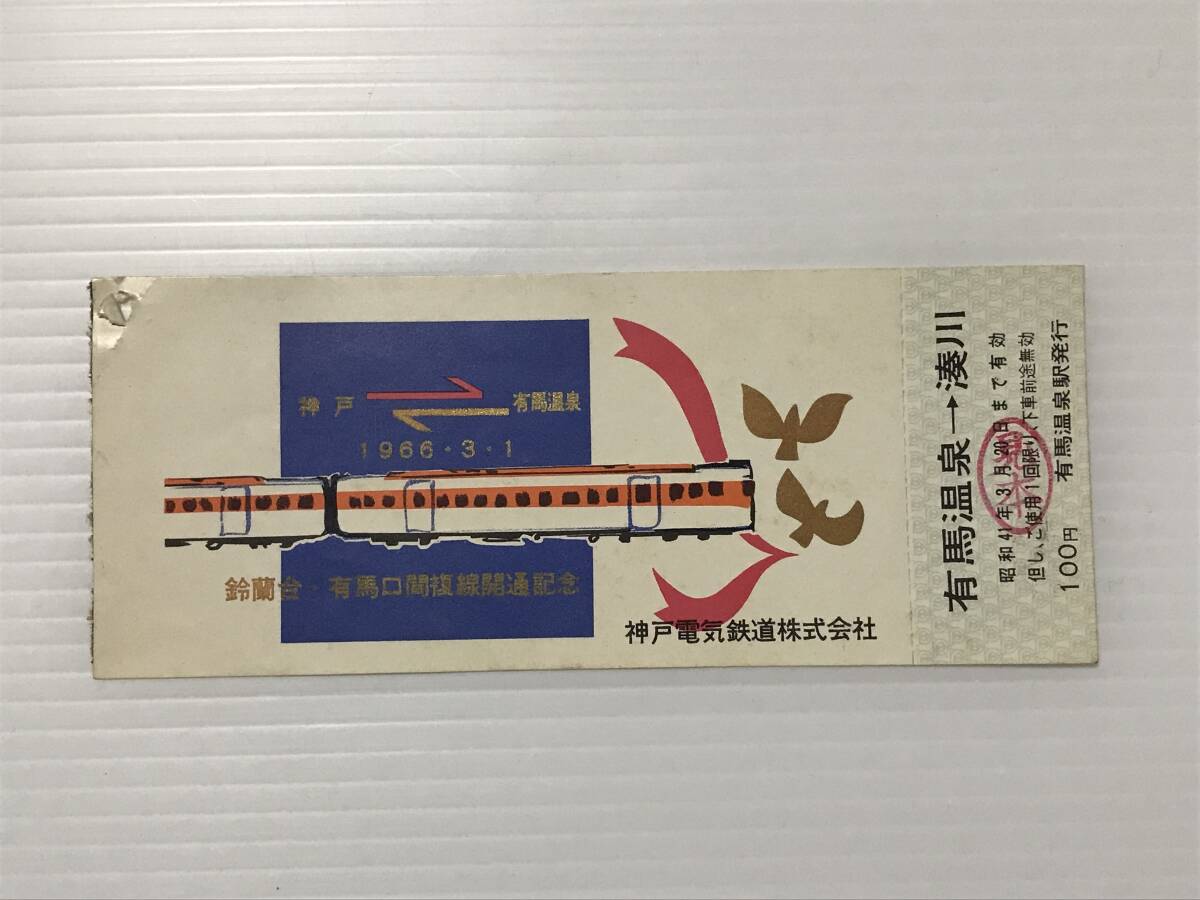 神戸 有馬温泉
1966・3・1
鈴蘭台・有馬口間複線開通記念
神戸電気鉄道株式会社
有馬温泉→湊川
昭和41年3月20日まで有効
但し、ご使用1回限り、下車前途無効
100円 有馬温泉駅発行